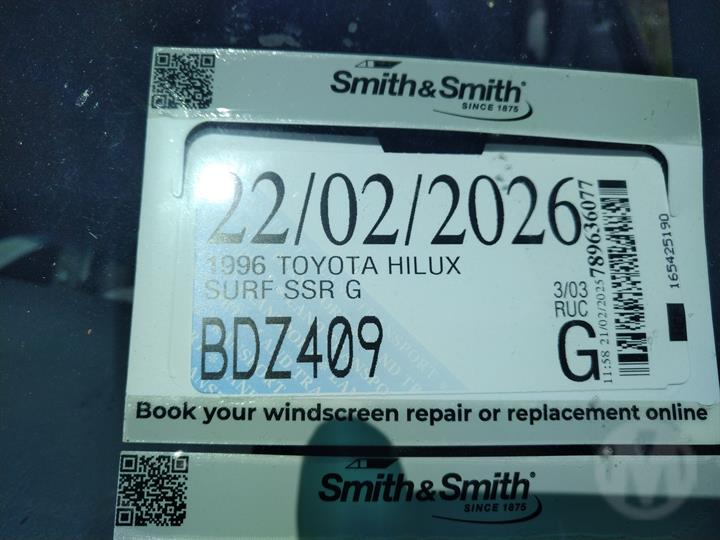 Smith&Smith®
SINCE 1875
22/02/2026
1996 TOYOTA HILUX
SURF SSR G
3/03
RUC
BDZ409
G
11:58 21/02/2025
789636077
165425190
Book your windscreen repair or replacement online
Smith&Smith®
SINCE 1875